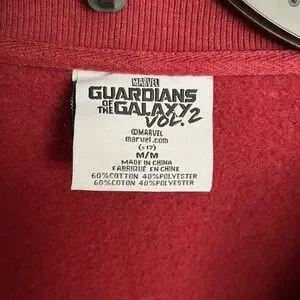 MARVEL
GUARDIANS
OF THE GALAXY
VOL.2
©MARVEL
marvel.com
(s17)
M/M
MADE IN CHINA
FABRIQUÉ EN CHINE
60%COTTON 40%POLYESTER
60%COTON 40%POLYESTER